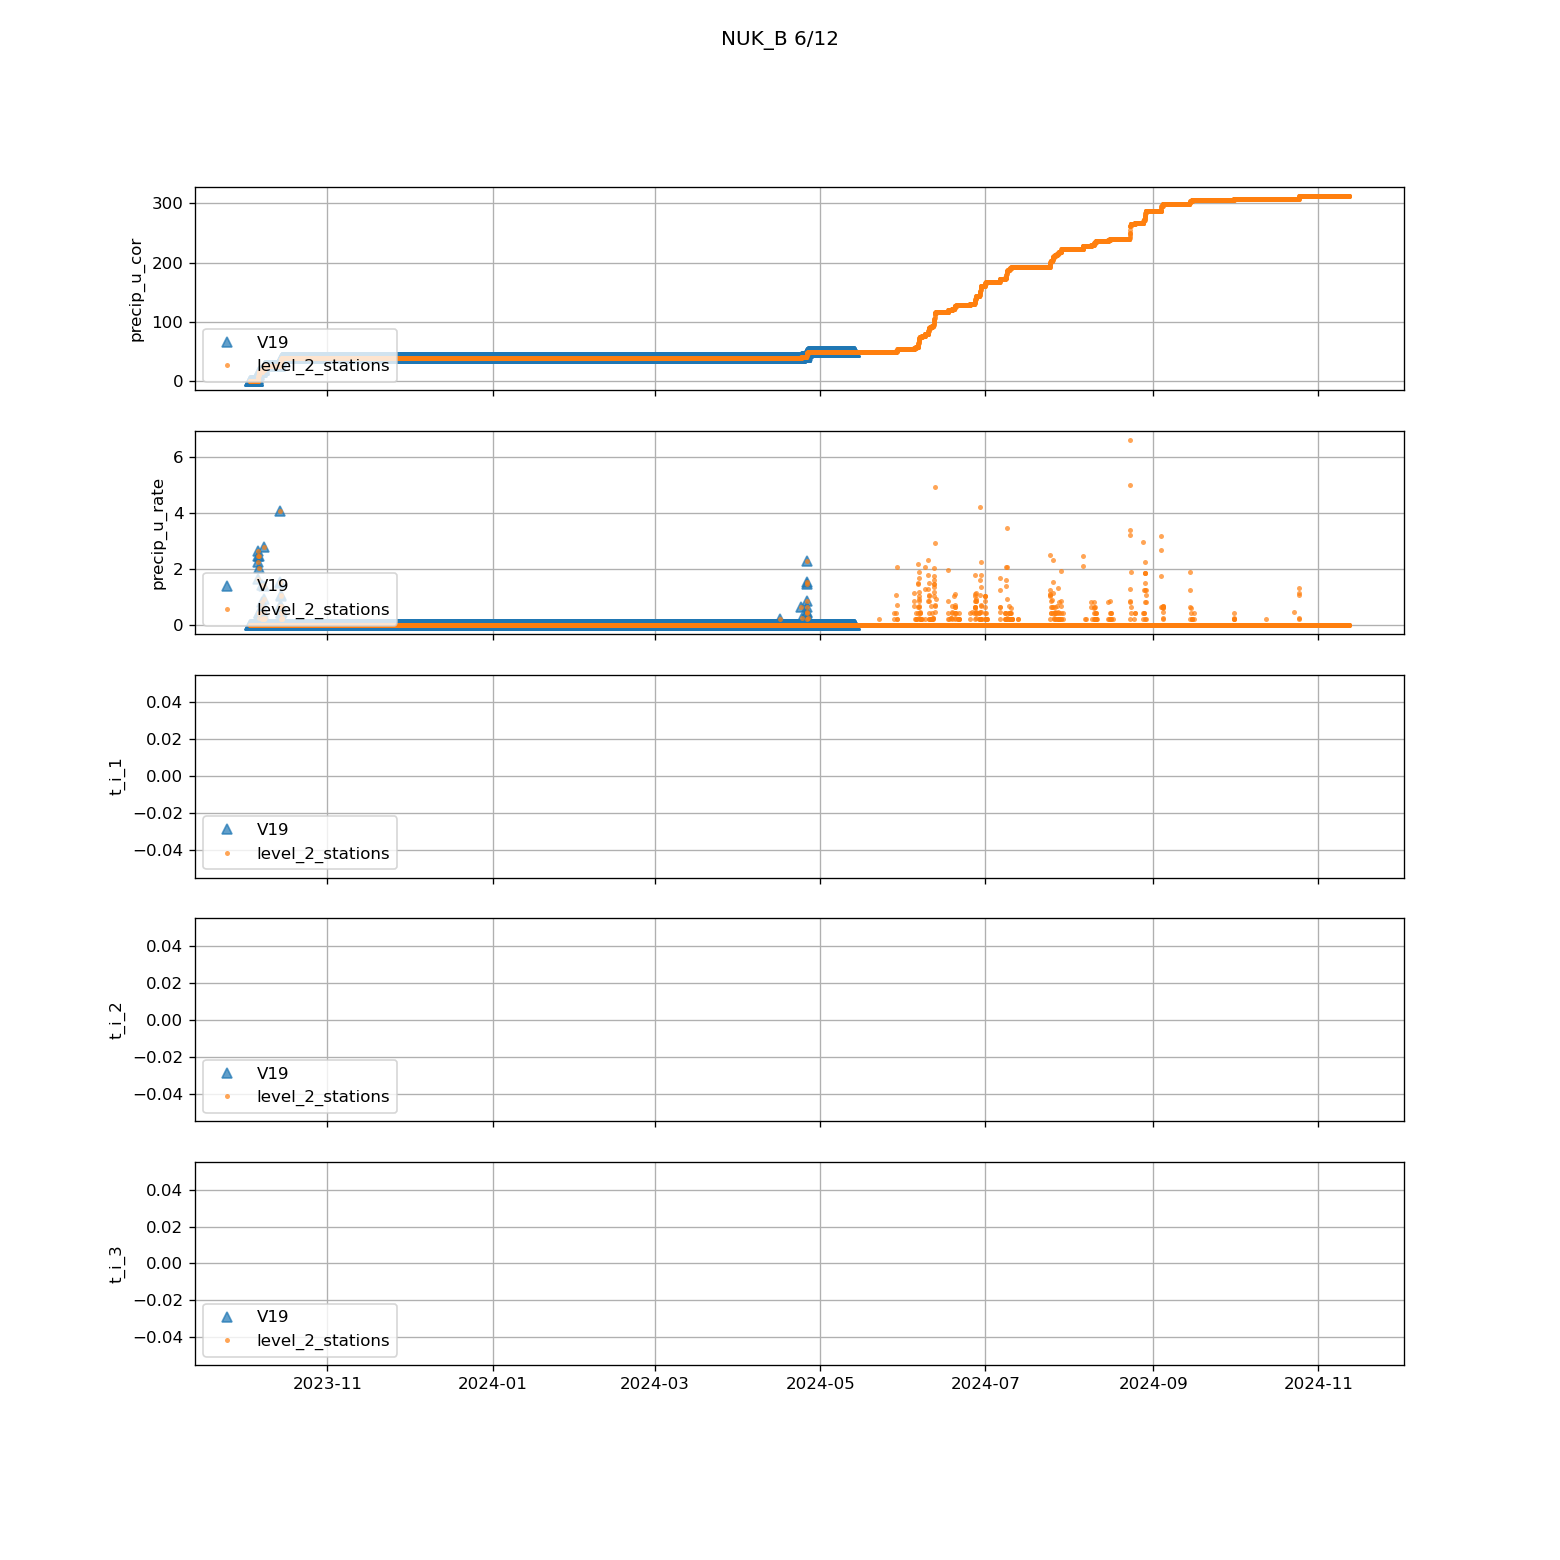 NUK_B 6/12
precip_u_cor
300
200
100
0
V19
level_2_stations
precip_u_rate
6
4
2
0
V19
level_2_stations
t_i_1
0.04
0.02
0.00
−0.02
−0.04
V19
level_2_stations
t_i_2
0.04
0.02
0.00
−0.02
−0.04
V19
level_2_stations
t_i_3
0.04
0.02
0.00
−0.02
−0.04
V19
level_2_stations
2023-11 2024-01 2024-03 2024-05 2024-07 2024-09 2024-11